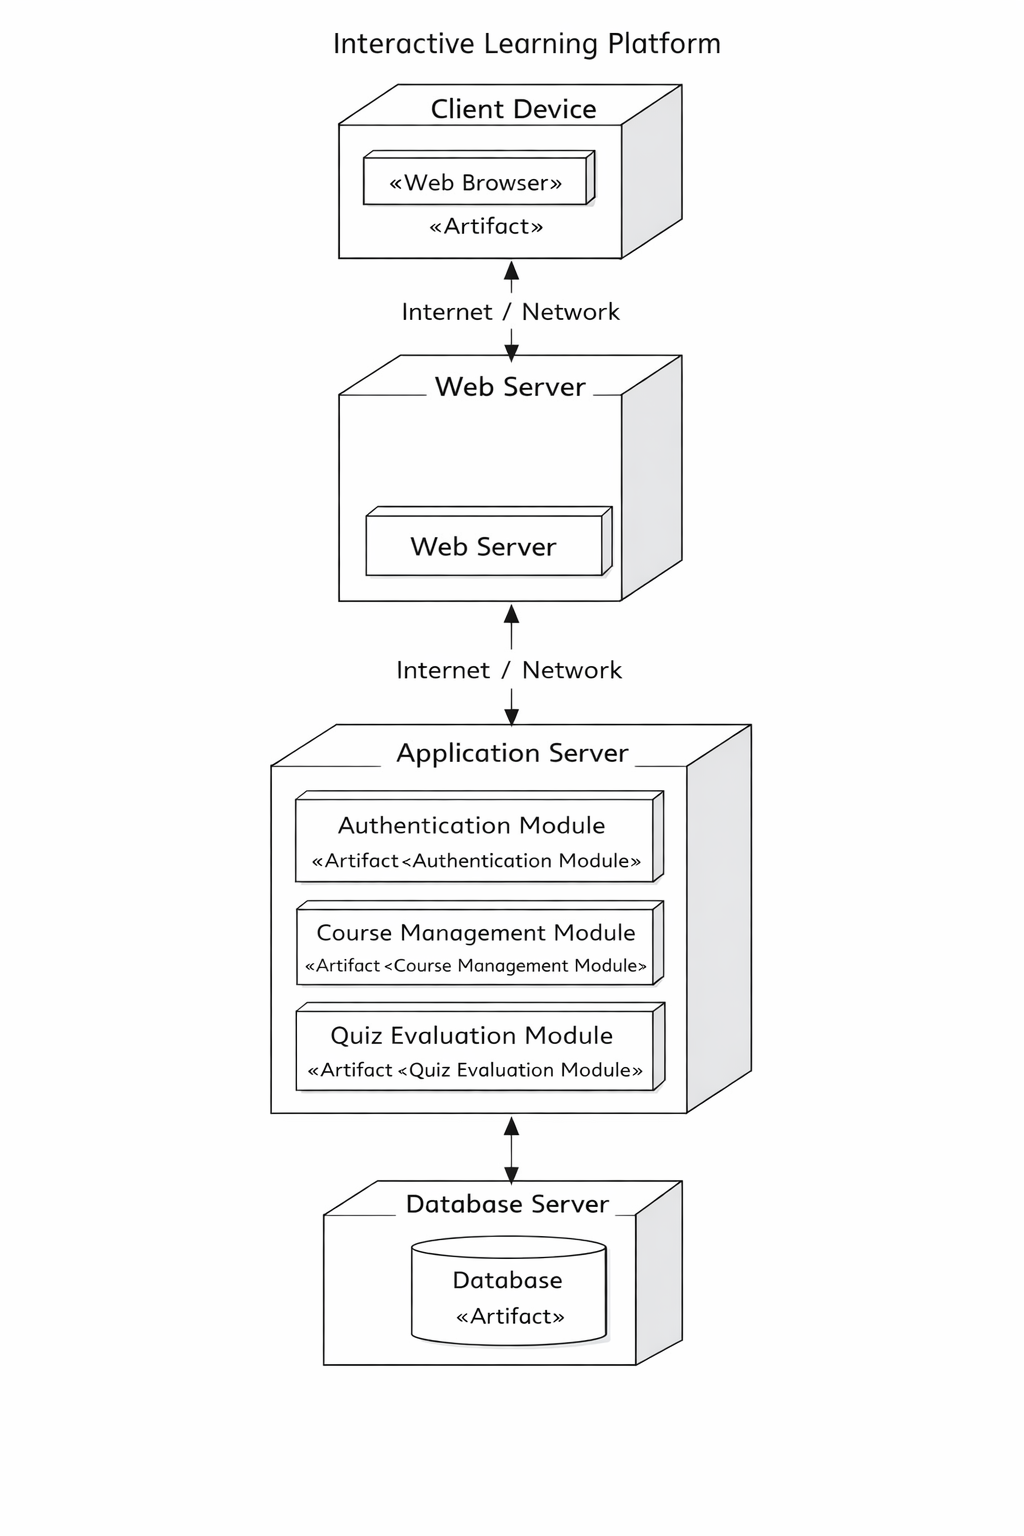 Interactive Learning Platform
Client Device
«Web Browser»
«Artifact»
Internet / Network
Web Server
Web Server
Internet / Network
Application Server
Authentication Module
«Artifact <Authentication Module»
Course Management Module
«Artifact <Course Management Module»
Quiz Evaluation Module
«Artifact <Quiz Evaluation Module»
Database Server
Database
«Artifact»